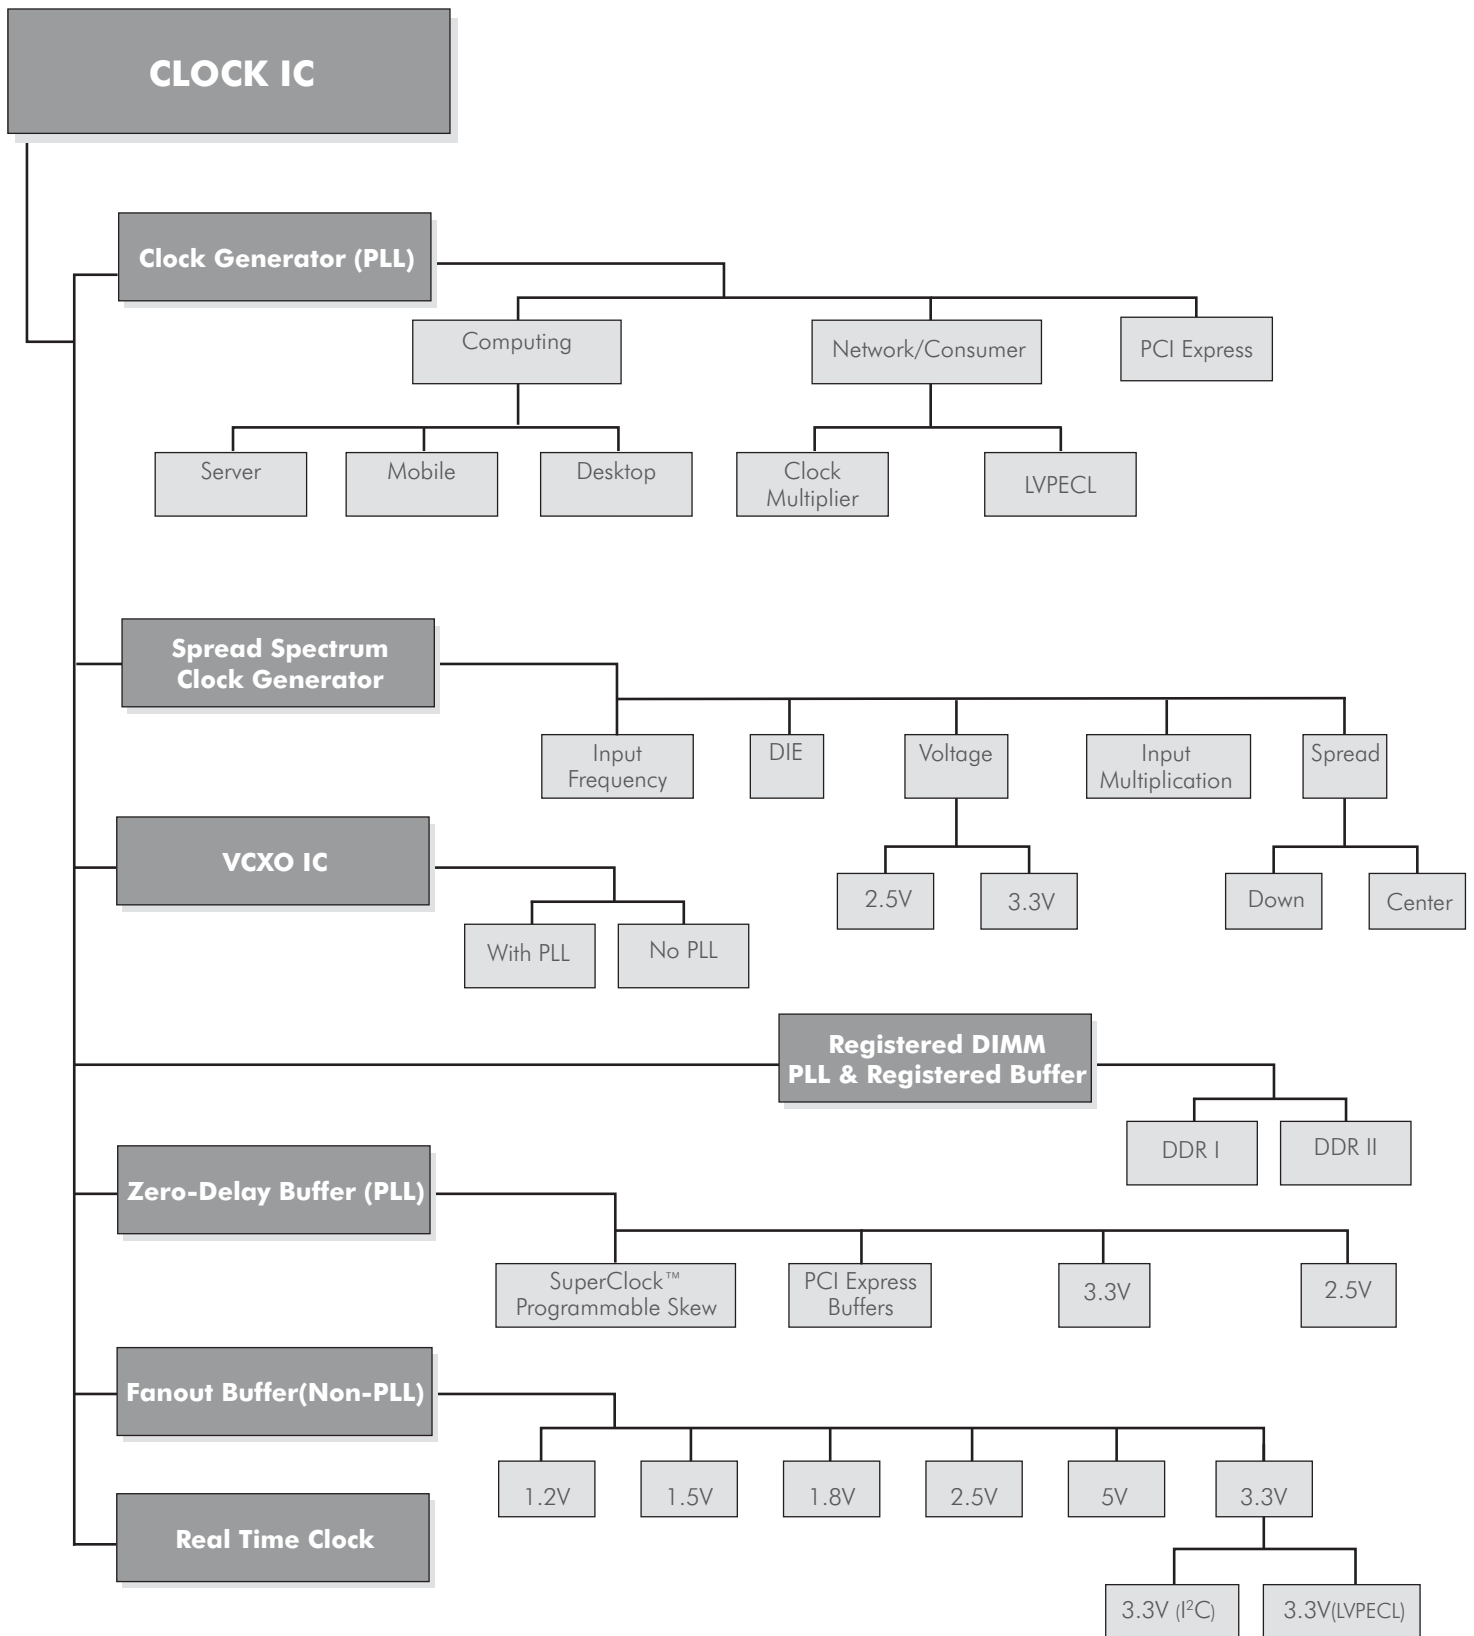 CLOCK IC
Clock Generator (PLL)
Computing
Network/Consumer
PCI Express
Server
Mobile
Desktop
Clock
Multiplier
LVPECL
Spread Spectrum
Clock Generator
Input
Frequency
DIE
Voltage
Input
Multiplication
Spread
2.5V
3.3V
Down
Center
VCXO IC
With PLL
No PLL
Registered DIMM
PLL & Registered Buffer
DDR I
DDR II
Zero-Delay Buffer (PLL)
SuperClock™
Programmable Skew
PCI Express
Buffers
3.3V
2.5V
Fanout Buffer(Non-PLL)
1.2V
1.5V
1.8V
2.5V
5V
3.3V
3.3V (I²C)
3.3V(LVPECL)
Real Time Clock